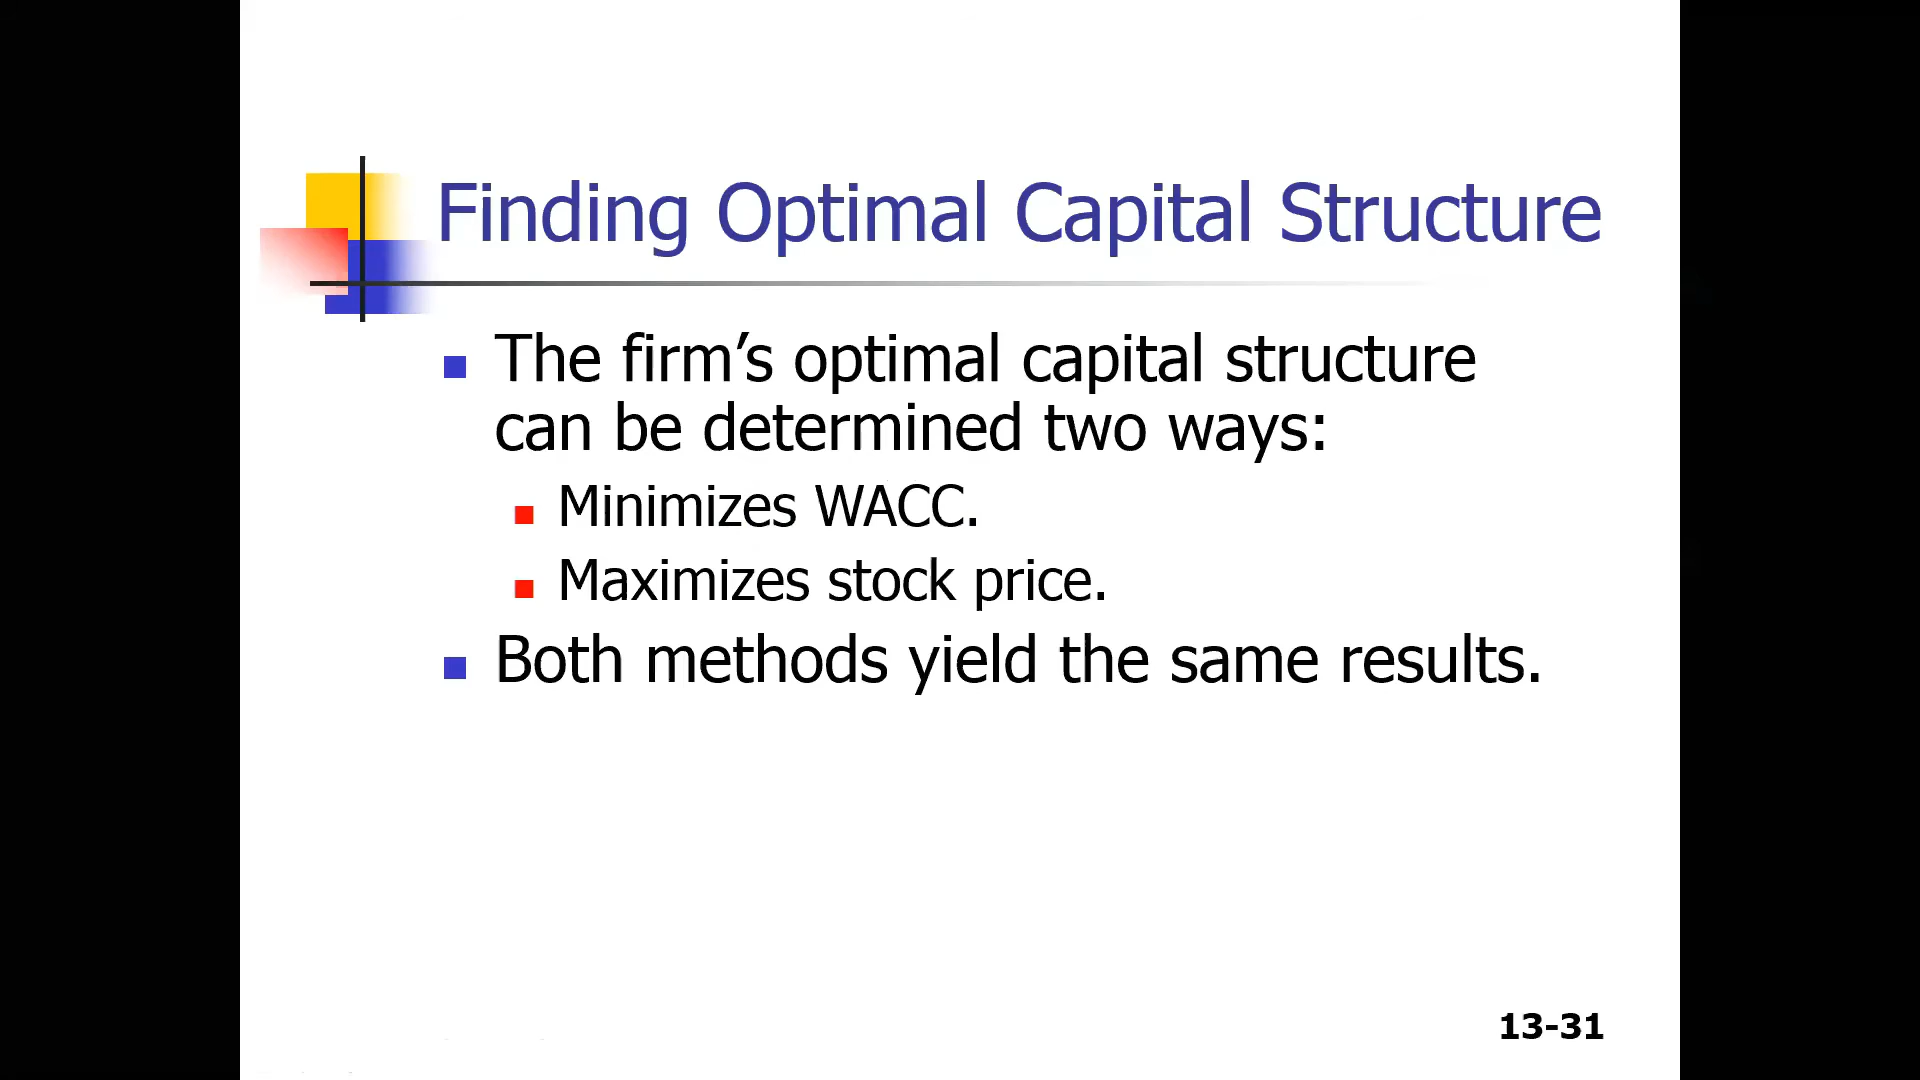 Finding Optimal Capital Structure
The firm’s optimal capital structure
can be determined two ways:
Minimizes WACC.
Maximizes stock price.
Both methods yield the same results.
13-31